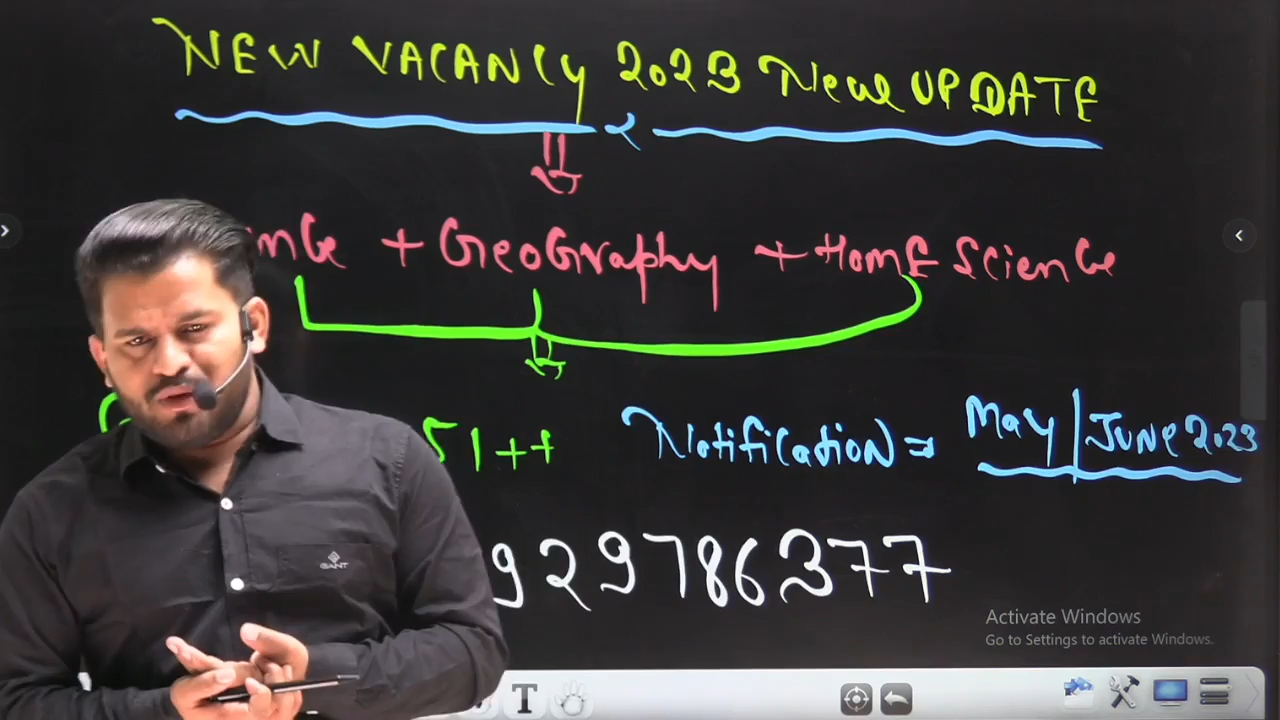 NEW VACANCY 2023 New UPDATE
+ GeoGraphy + Home Science
51++ Notification = May | June 2023
929786377
GANT
Activate Windows
Go to Settings to activate Windows.
T